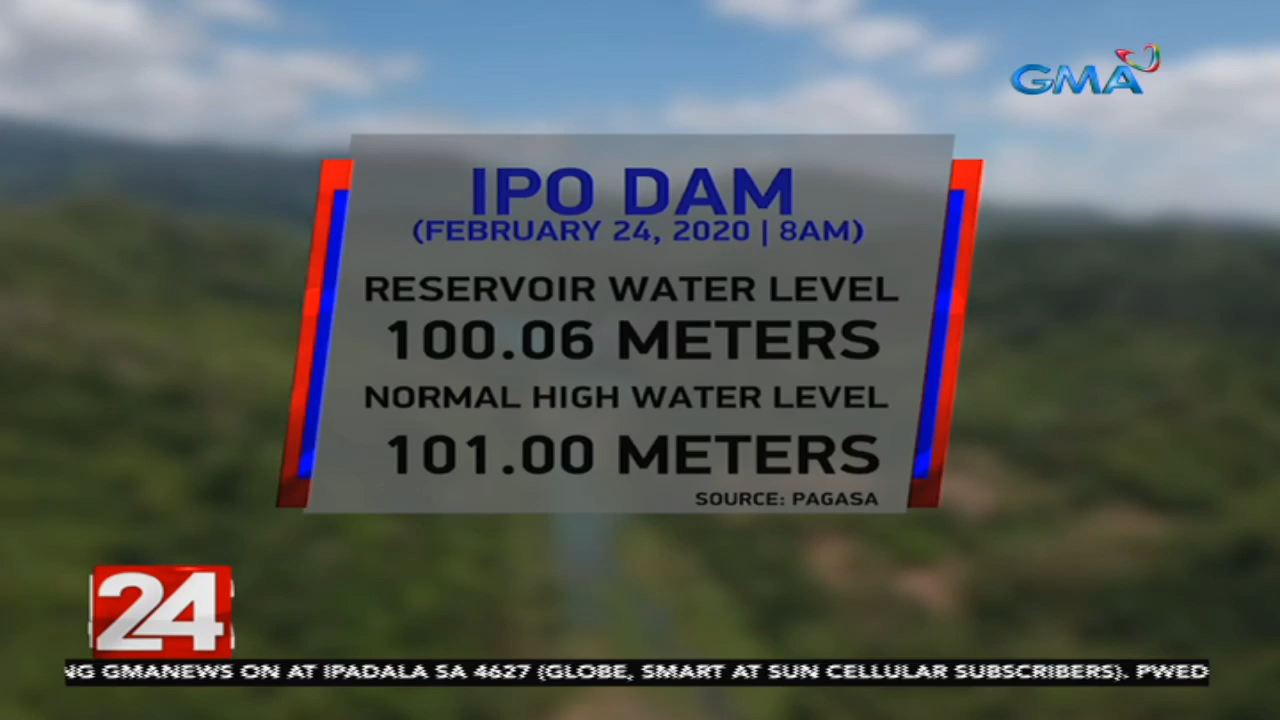 GMA
IPO DAM
(FEBRUARY 24, 2020 | 8AM)
RESERVOIR WATER LEVEL
100.06 METERS
NORMAL HIGH WATER LEVEL
101.00 METERS
SOURCE: PAGASA
24
NG GMANEWS ON AT IPADALA SA 4627 (GLOBE, SMART AT SUN CELLULAR SUBSCRIBERS). PWED